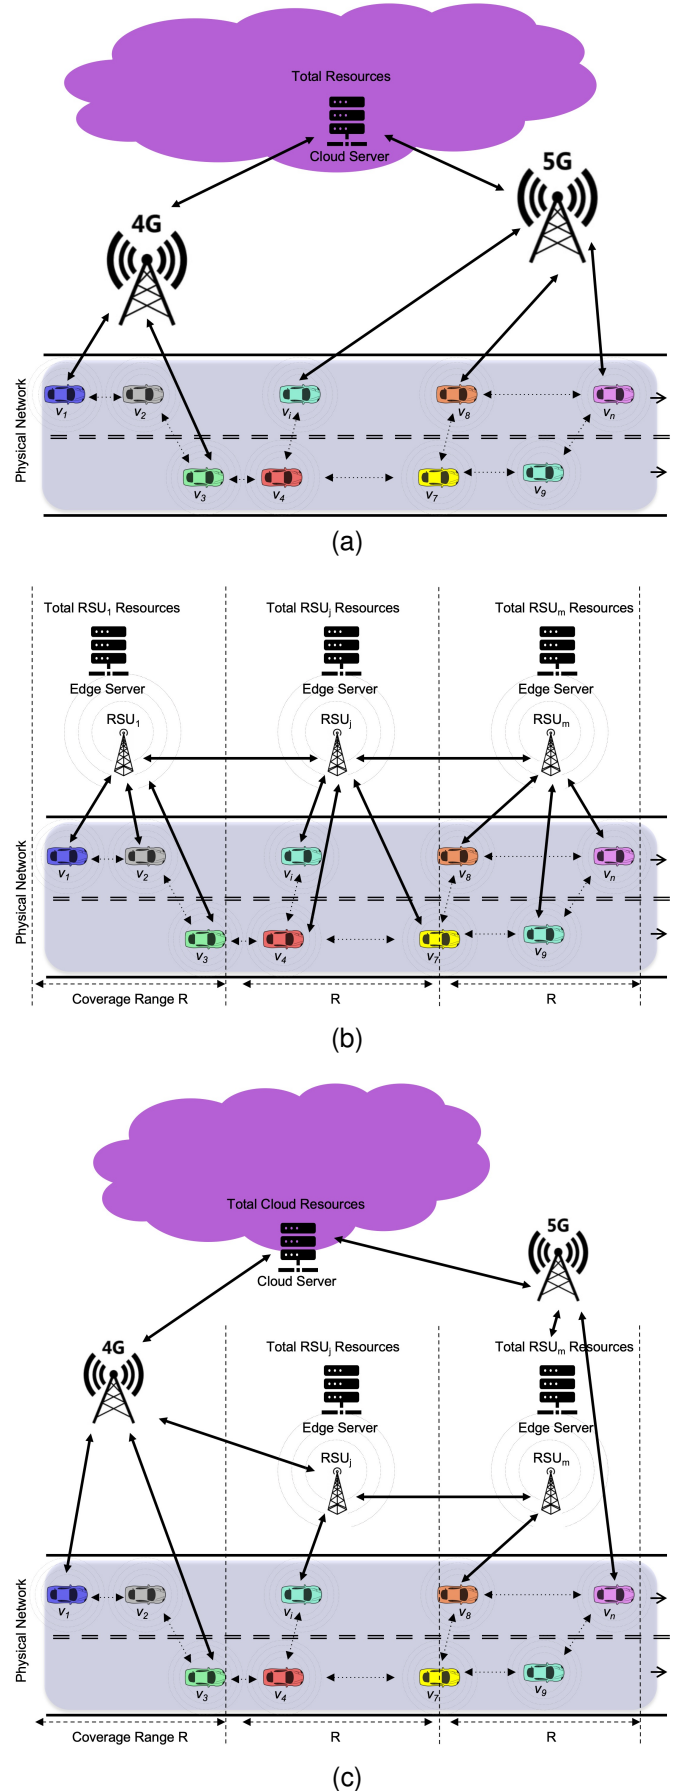 Total Resources
Cloud Server
5G
4G
Physical Network
v1 v2 vi v8 vn
v3 v4 v7 v9
(a)
Total RSU1 Resources Total RSUj Resources Total RSUm Resources
Edge Server Edge Server Edge Server
RSU1 RSUj RSUm
Physical Network
v1 v2 vi v8 vn
v3 v4 v7 v9
Coverage Range R R R
(b)
Total Cloud Resources
5G
Cloud Server
4G
Total RSUj Resources Total RSUm Resources
Edge Server Edge Server
RSUj RSUm
Physical Network
v1 v2 vi v8 vn
v3 v4 v7 v9
Coverage Range R R R
(c)